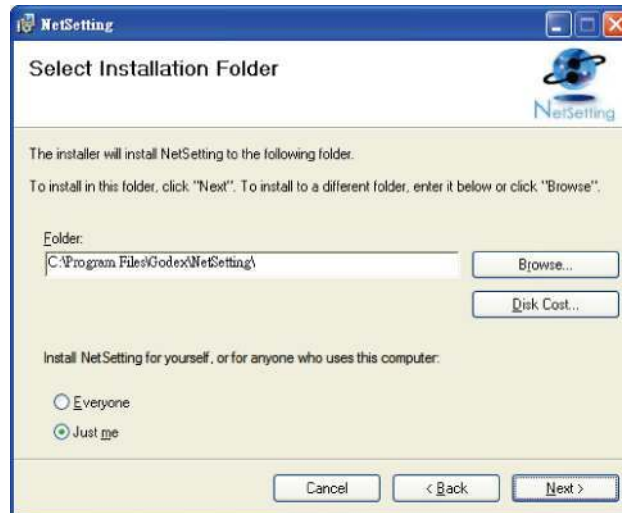 NetSetting
Select Installation Folder
NetSetting
The installer will install NetSetting to the following folder.
To install in this folder, click "Next". To install to a different folder, enter it below or click "Browse".
Folder:
C:\Program Files\Godex\NetSetting\
Browse...
Disk Cost...
Install NetSetting for yourself, or for anyone who uses this computer:
Everyone
Just me
Cancel
< Back
Next >